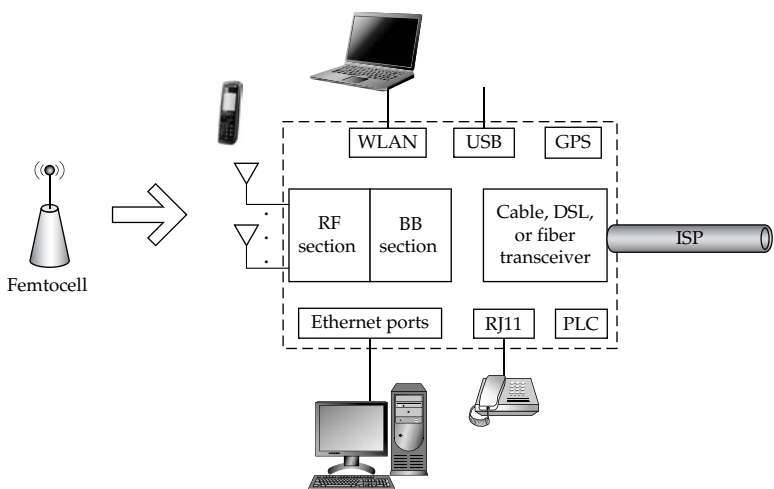 WLAN
USB
GPS
RF
section
BB
section
Cable, DSL,
or fiber
transceiver
ISP
Femtocell
Ethernet ports
RJ11
PLC